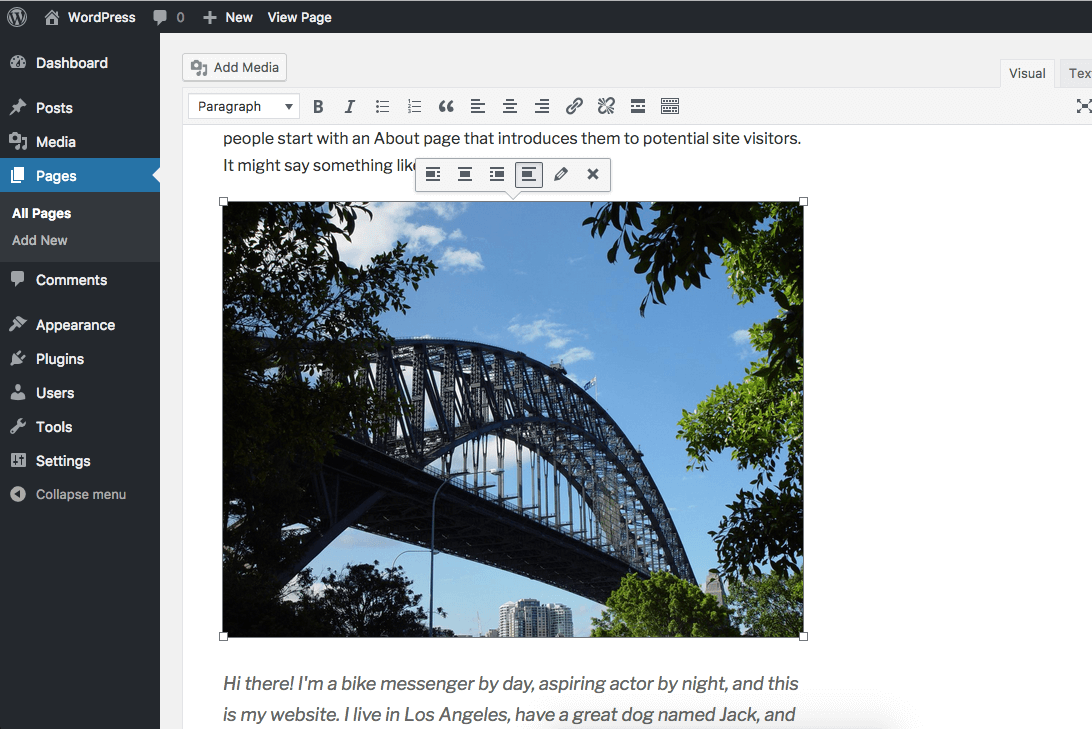 WordPress
0
New
View Page
Dashboard
Posts
Media
Pages
All Pages
Add New
Comments
Appearance
Plugins
Users
Tools
Settings
Collapse menu
Add Media
Visual
Tex
Paragraph
B
I
people start with an About page that introduces them to potential site visitors.
It might say something like
Hi there! I'm a bike messenger by day, aspiring actor by night, and this
is my website. I live in Los Angeles, have a great dog named Jack, and